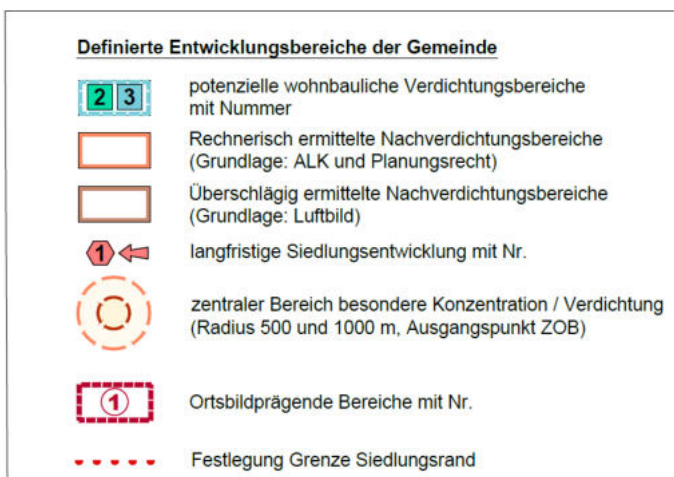 Definierte Entwicklungsbereiche der Gemeinde
2 3
potenzielle wohnbauliche Verdichtungsbereiche
mit Nummer
Rechnerisch ermittelte Nachverdichtungsbereiche
(Grundlage: ALK und Planungsrecht)
Überschlägig ermittelte Nachverdichtungsbereiche
(Grundlage: Luftbild)
1
langfristige Siedlungsentwicklung mit Nr.
zentraler Bereich besondere Konzentration / Verdichtung
(Radius 500 und 1000 m, Ausgangspunkt ZOB)
1
Ortsbildprägende Bereiche mit Nr.
Festlegung Grenze Siedlungsrand